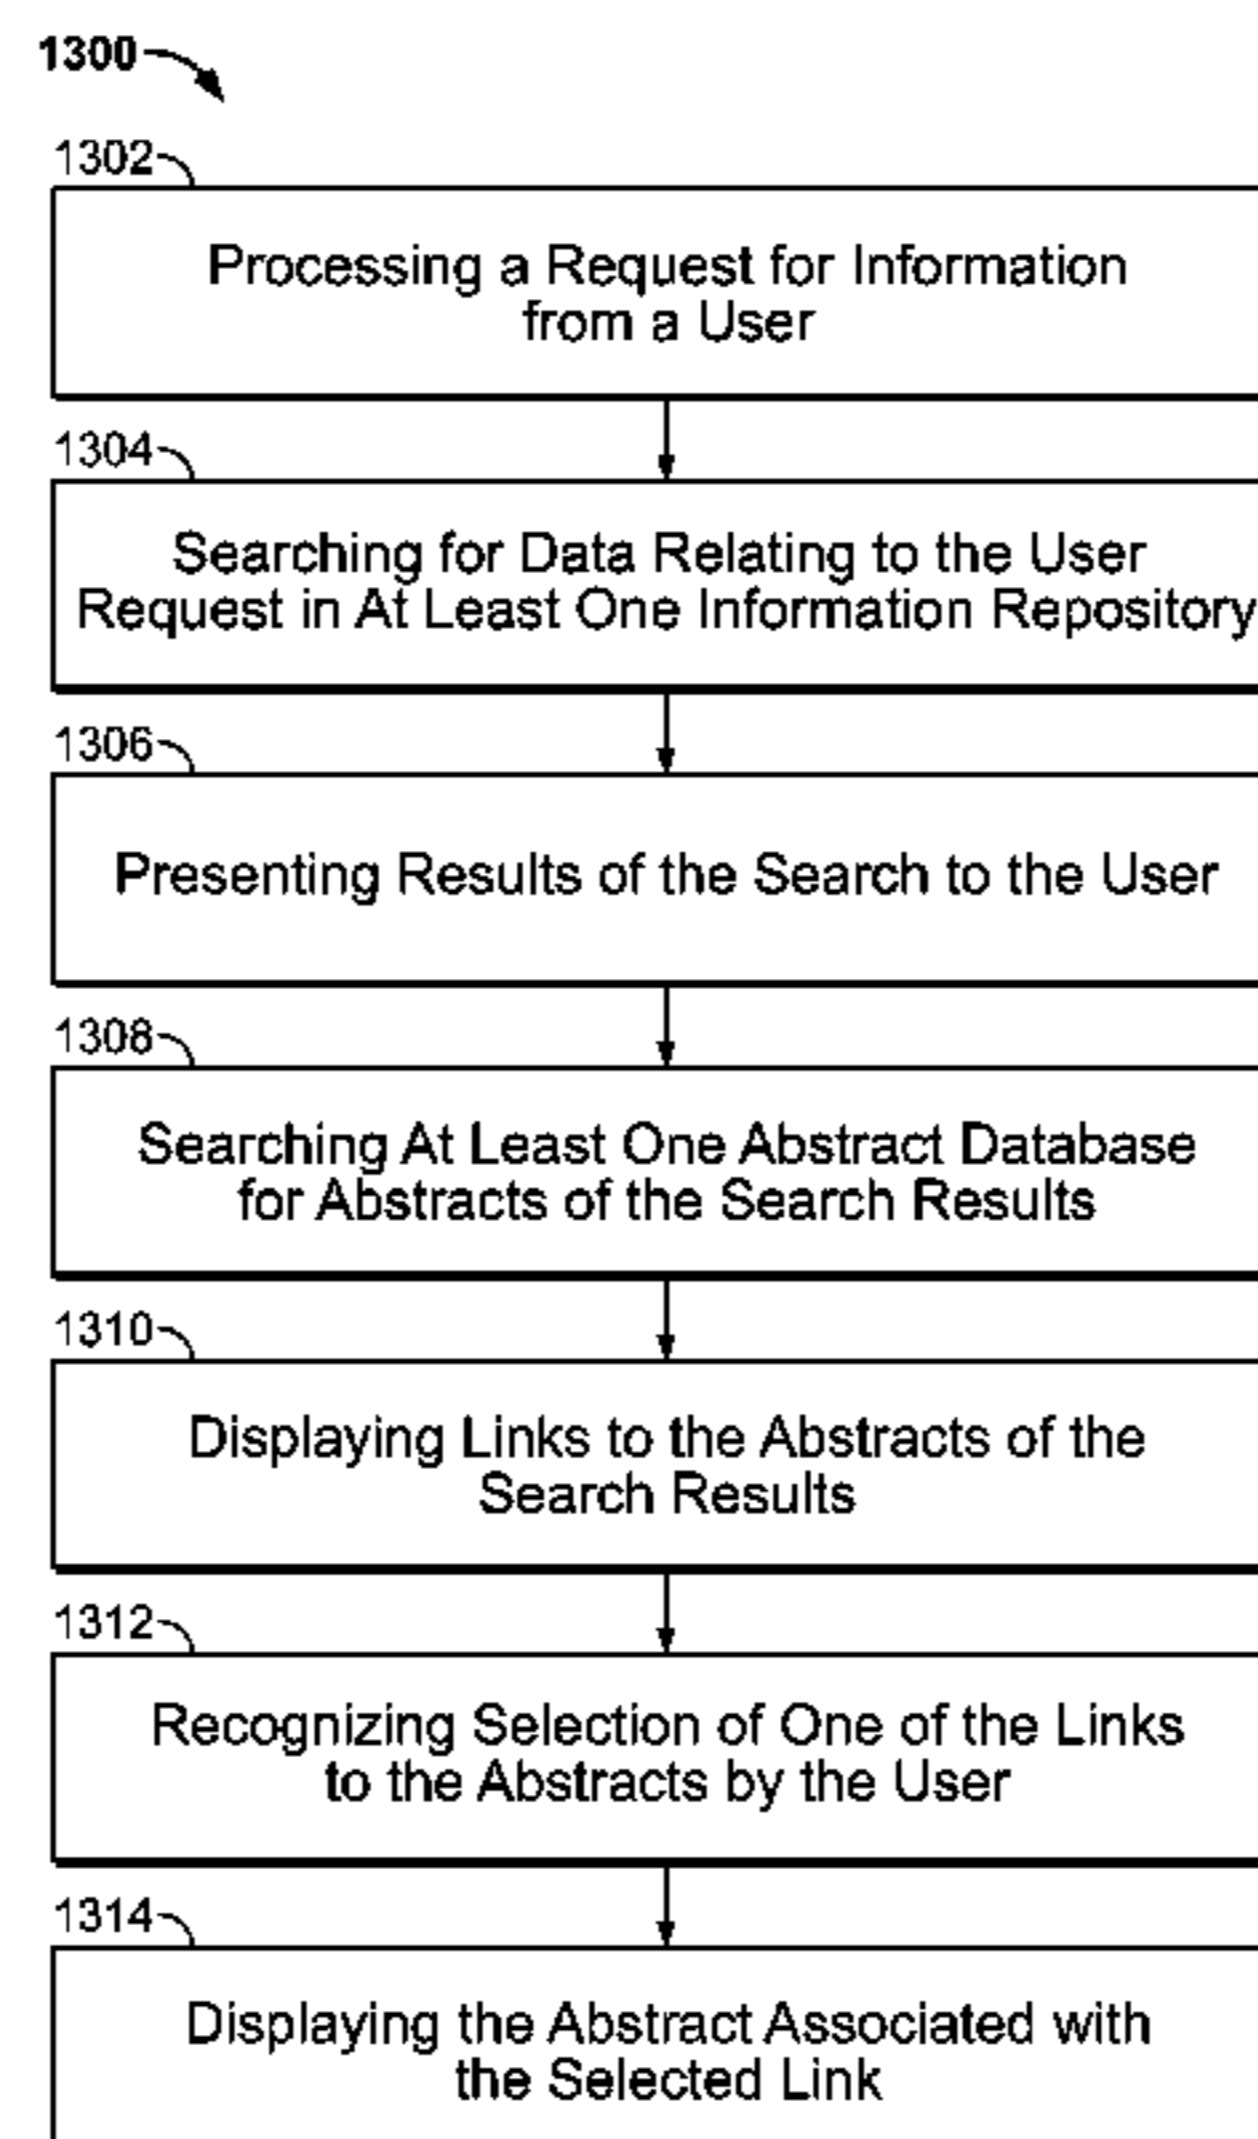 1300
1302
Processing a Request for Information
from a User
1304
Searching for Data Relating to the User
Request in At Least One Information Repository
1306
Presenting Results of the Search to the User
1308
Searching At Least One Abstract Database
for Abstracts of the Search Results
1310
Displaying Links to the Abstracts of the
Search Results
1312
Recognizing Selection of One of the Links
to the Abstracts by the User
1314
Displaying the Abstract Associated with
the Selected Link